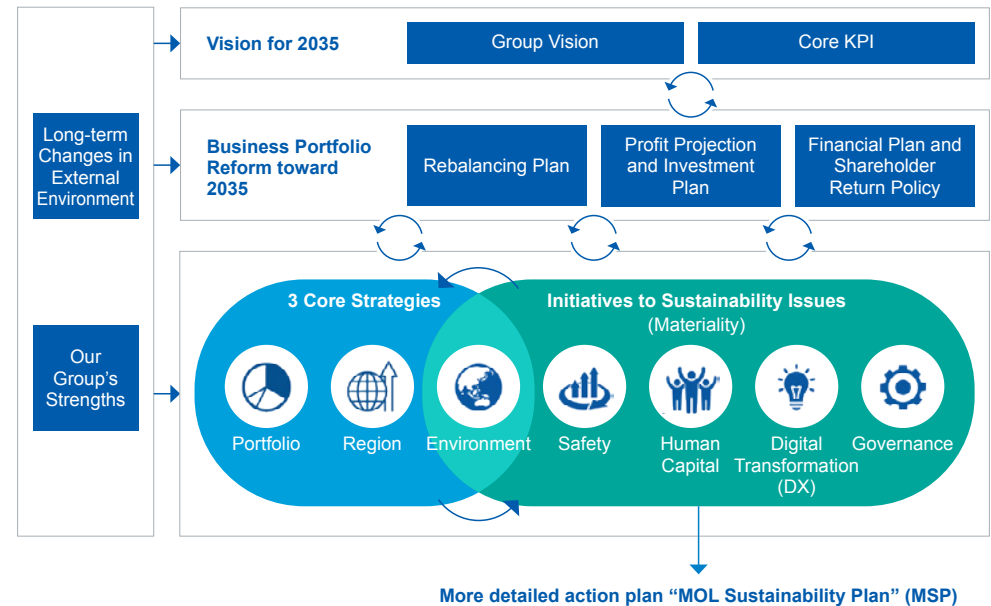 Long-term
Changes in
External
Environment
Our
Group's
Strengths
Vision for 2035
Group Vision
Core KPI
Business Portfolio
Reform toward
2035
Rebalancing Plan
Profit Projection
and Investment
Plan
Financial Plan and
Shareholder
Return Policy
3 Core Strategies
Initiatives to Sustainability Issues
(Materiality)
Portfolio
Region
Environment
Safety
Human
Capital
Digital
Transformation
(DX)
Governance
More detailed action plan “MOL Sustainability Plan” (MSP)